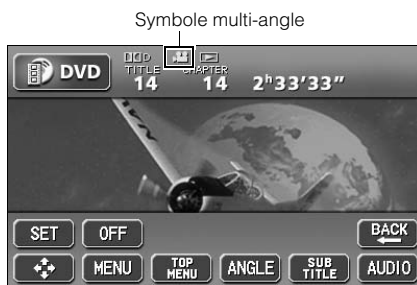 Symbole multi-angle
DVD
TITLE CHAPTER
14 14 2h33'33"
SET OFF BACK
MENU TOP MENU ANGLE SUB TITLE AUDIO